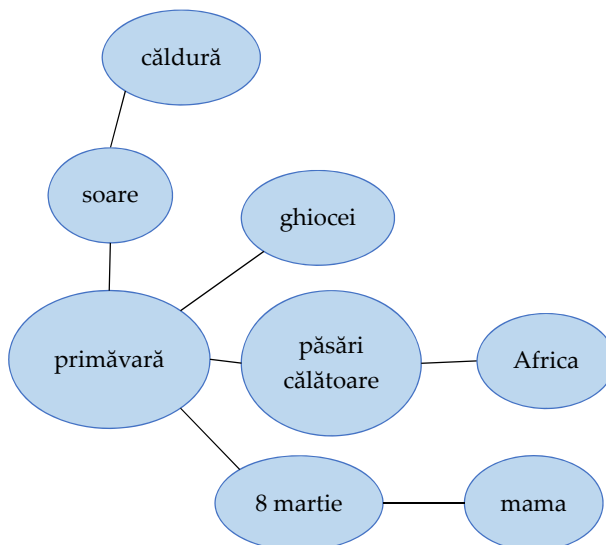 căldură
soare
ghiocei
primăvară
păsări
călătoare
Africa
8 martie
mama